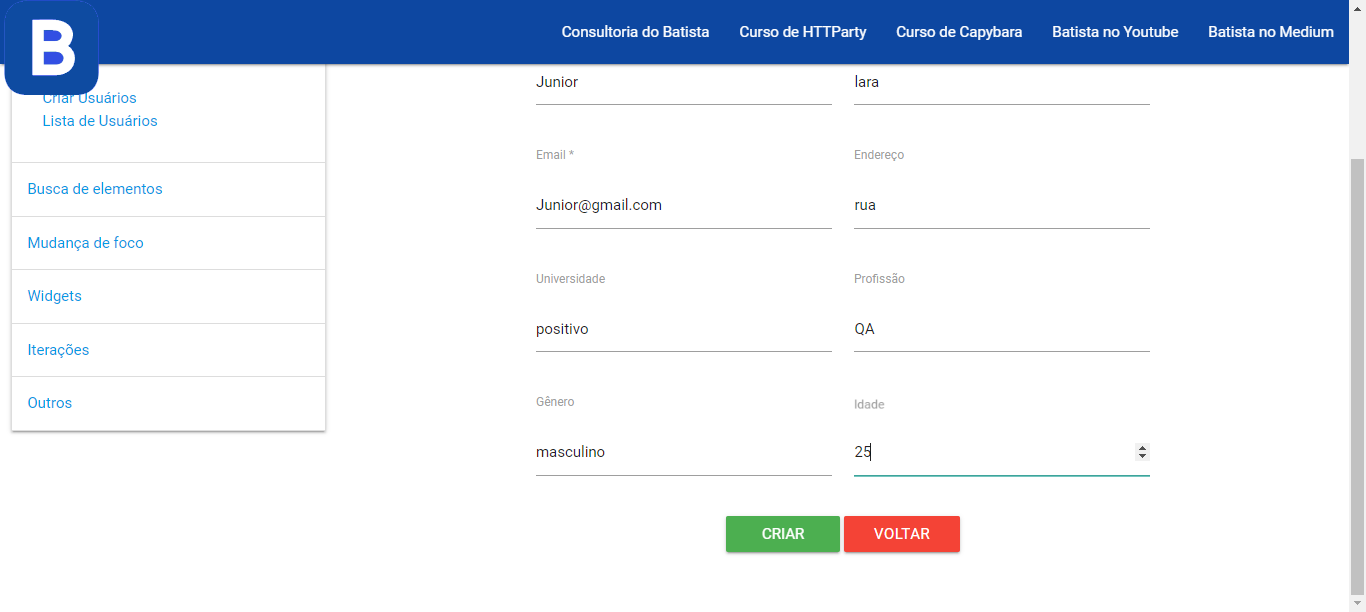 B
Consultoria do Batista Curso de HTTParty Curso de Capybara Batista no Youtube Batista no Medium
Criar Usuários
Lista de Usuários
Busca de elementos
Mudança de foco
Widgets
Iterações
Outros
Junior lara
Email * Endereço
Junior@gmail.com rua
Universidade Profissão
positivo QA
Gênero Idade
masculino 25
CRIAR VOLTAR